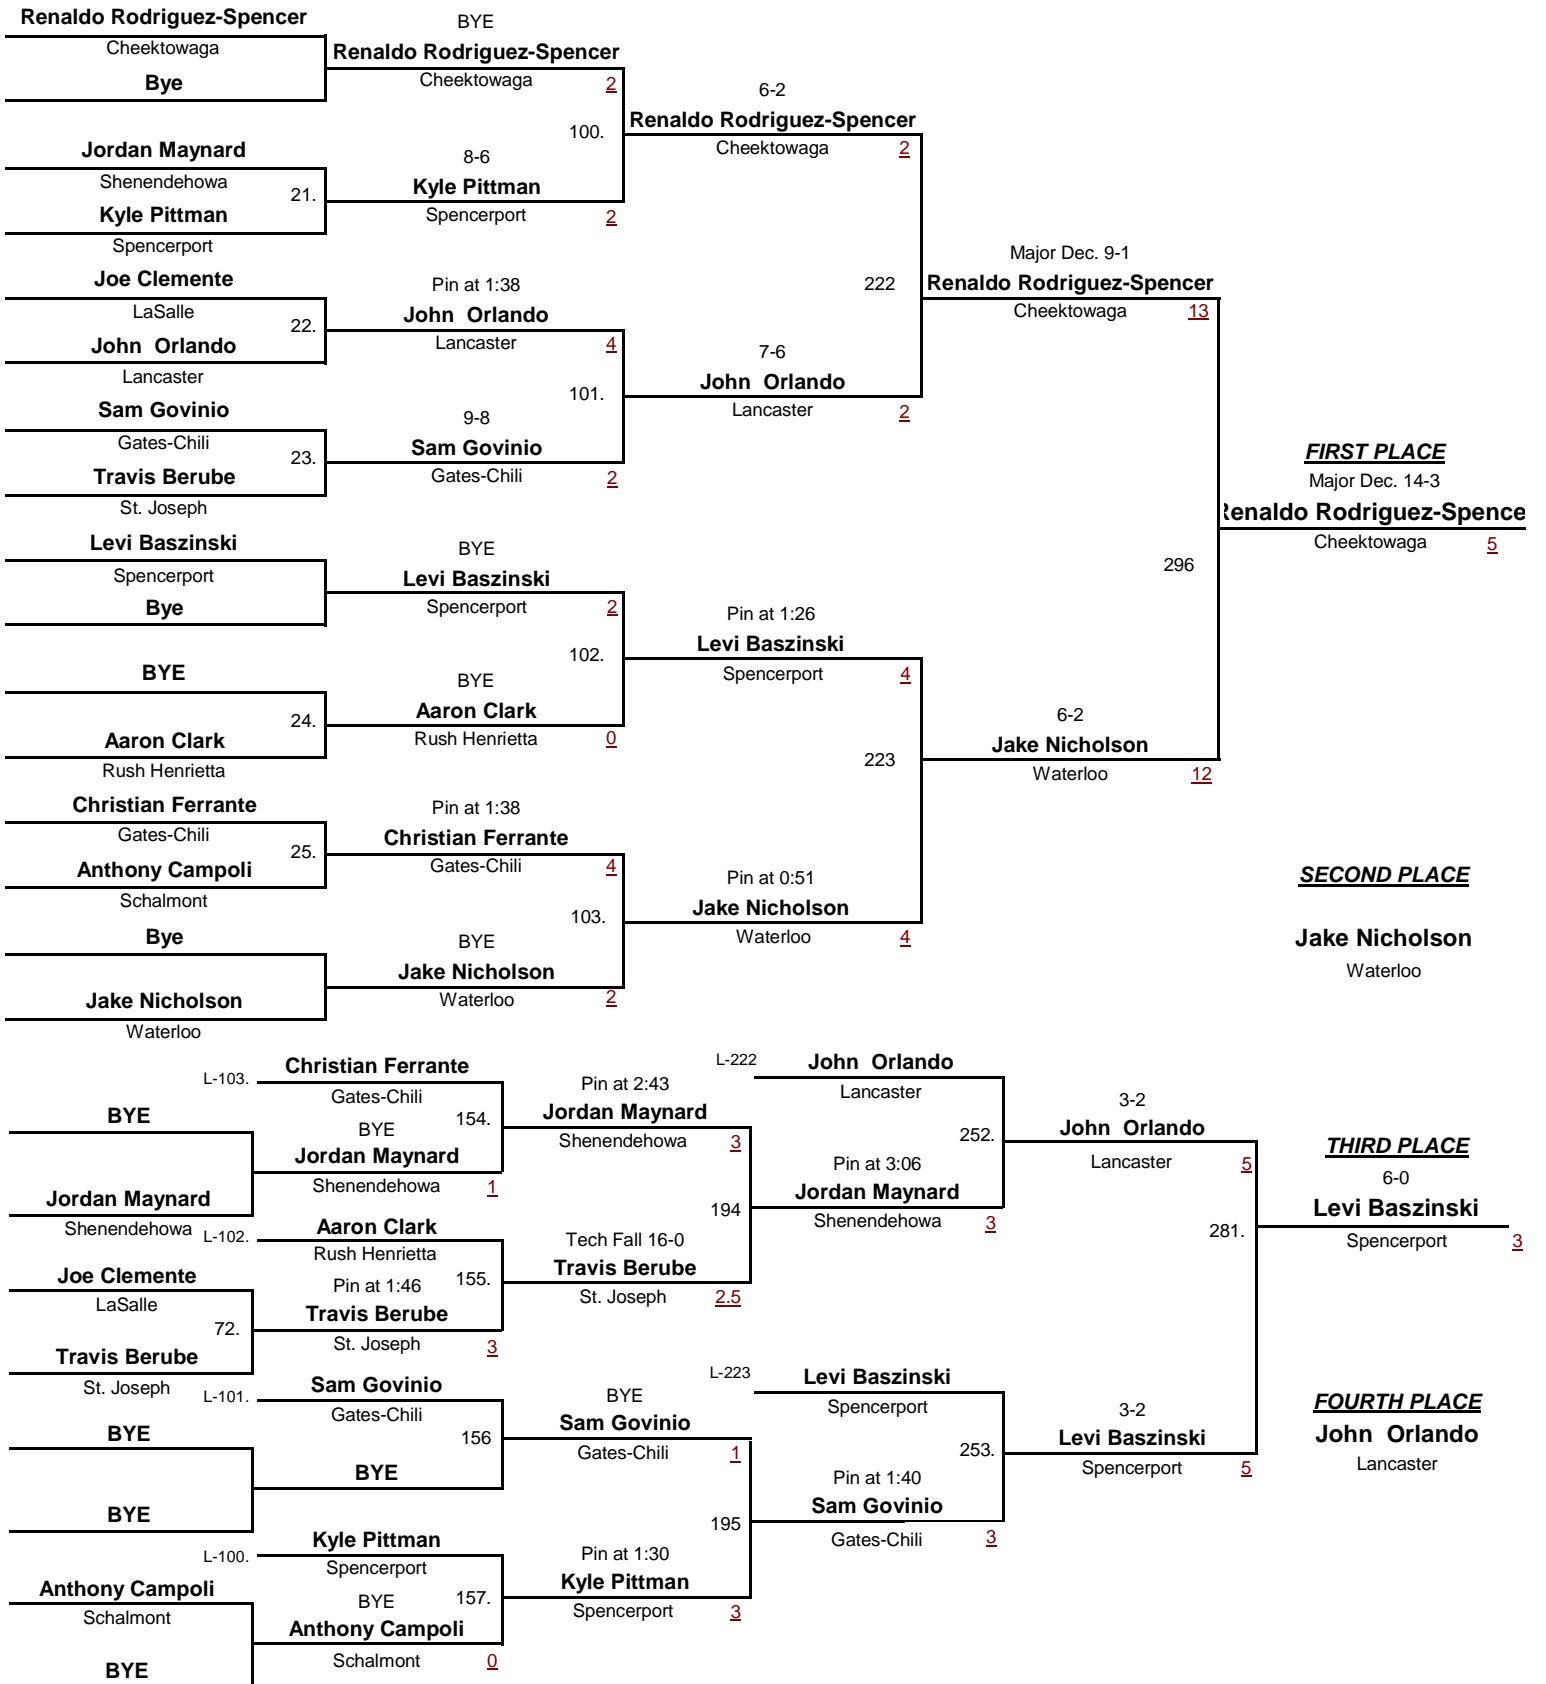 Renaldo Rodriguez-Spencer
Cheektowaga
Bye
Jordan Maynard
Shenendehowa
21.
Kyle Pittman
Spencerport
Joe Clemente
LaSalle
22.
John Orlando
Lancaster
Sam Govinio
Gates-Chili
23.
Travis Berube
St. Joseph
Levi Baszinski
Spencerport
Bye
BYE
24.
Aaron Clark
Rush Henrietta
Christian Ferrante
Gates-Chili
25.
Anthony Campoli
Schalmont
Bye
Jake Nicholson
Waterloo
BYE
Renaldo Rodriguez-Spencer
Cheektowaga 2
100.
8-6
Kyle Pittman
Spencerport 2
Pin at 1:38
John Orlando
Lancaster 4
101.
9-8
Sam Govinio
Gates-Chili 2
BYE
Levi Baszinski
Spencerport 2
102.
BYE
Aaron Clark
Rush Henrietta 0
Pin at 1:38
Christian Ferrante
Gates-Chili 4
103.
BYE
Jake Nicholson
Waterloo 2
6-2
Renaldo Rodriguez-Spencer
Cheektowaga 2
222
7-6
John Orlando
Lancaster 2
Pin at 1:26
Levi Baszinski
Spencerport 4
223
Pin at 0:51
Jake Nicholson
Waterloo 4
Major Dec. 9-1
Renaldo Rodriguez-Spencer
Cheektowaga 13
296
6-2
Jake Nicholson
Waterloo 12
FIRST PLACE
Major Dec. 14-3
Renaldo Rodriguez-Spence
Cheektowaga 5
SECOND PLACE
Jake Nicholson
Waterloo
BYE
Jordan Maynard
Shenendehowa
Joe Clemente
LaSalle
72.
Travis Berube
St. Joseph
BYE
BYE
Anthony Campoli
Schalmont
BYE
L-103.
Christian Ferrante
Gates-Chili
154.
BYE
Jordan Maynard
Shenendehowa 1
L-102.
Aaron Clark
Rush Henrietta
155.
Pin at 1:46
Travis Berube
St. Joseph 3
L-101.
Sam Govinio
Gates-Chili
156
BYE
L-100.
Kyle Pittman
Spencerport
157.
BYE
Anthony Campoli
Schalmont 0
Pin at 2:43
Jordan Maynard
Shenendehowa 3
194
Tech Fall 16-0
Travis Berube
St. Joseph 2.5
BYE
Sam Govinio
Gates-Chili 1
195
Pin at 1:30
Kyle Pittman
Spencerport 3
L-222
John Orlando
Lancaster
252.
Pin at 3:06
Jordan Maynard
Shenendehowa 3
L-223
Levi Baszinski
Spencerport
253.
Pin at 1:40
Sam Govinio
Gates-Chili 3
3-2
John Orlando
Lancaster 5
281.
3-2
Levi Baszinski
Spencerport 5
THIRD PLACE
6-0
Levi Baszinski
Spencerport 3
FOURTH PLACE
John Orlando
Lancaster